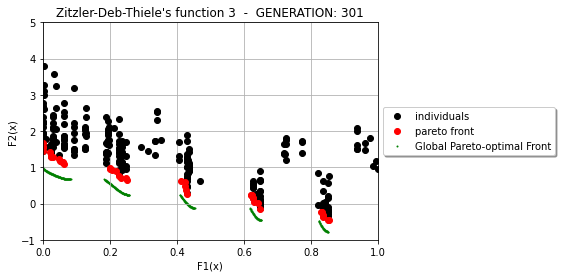 Zitzler-Deb-Thiele's function 3 - GENERATION: 301
5
4
3
2
1
0
−1
F2(x)
0.0 0.2 0.4 0.6 0.8 1.0
F1(x)
individuals
pareto front
Global Pareto-optimal Front